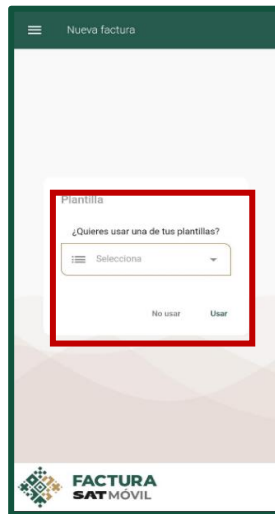 Nueva factura
Plantilla
¿Quieres usar una de tus plantillas?
Selecciona
No usar Usar
FACTURA
SAT MÓVIL